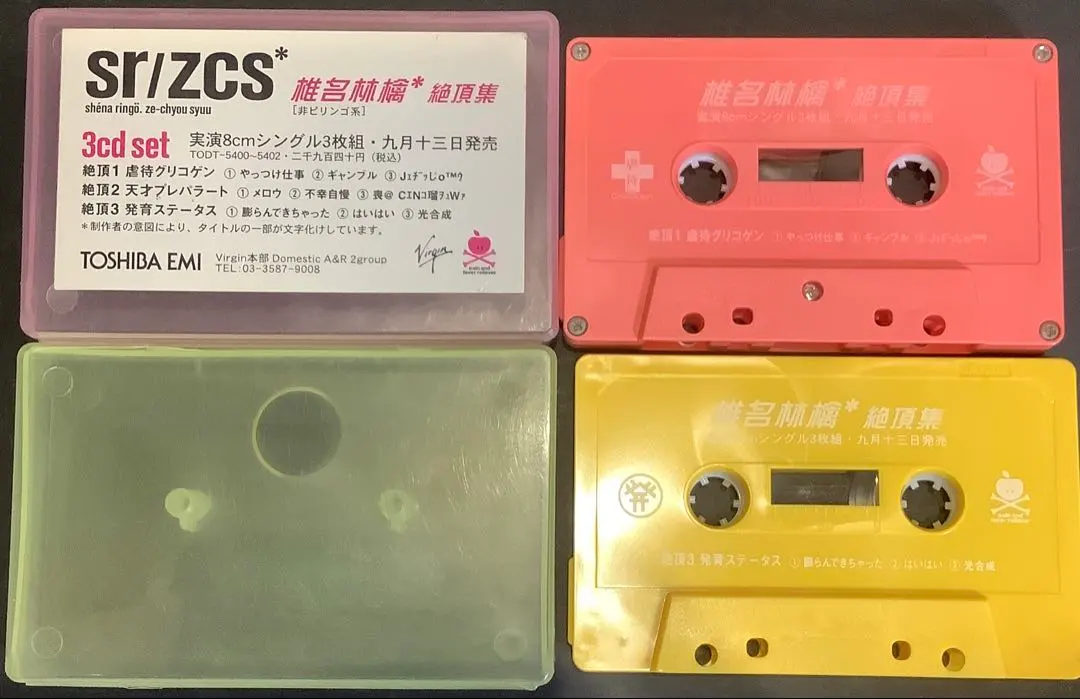 sr/zcs*
shéna ringö. ze-chyou syuu
椎名林檎* 絶頂集
[非ピリンゴ系]
3cd set 実演8cmシングル3枚組・九月十三日発売
TODT-5400~5402・二千九百四十円(税込)
絶頂1 虐待グリコゲン ①やっつけ仕事 ②ギャンブル
絶頂2 天才プレパラート ①メロウ ②不幸自慢
絶頂3 発育ステータス ①膨らんできちゃった ②はいはい ③光合成
*制作者の意図により、タイトルの一部が文字化けしています。
TOSHIBA EMI
Virgin本部 Domestic A&R 2group
TEL:03-3587-9008
Virgin
椎名林檎* 絶頂集
実演8cmシングル3枚組・九月十三日発売
絶頂1 虐待グリコゲン ①やっつけ仕事 ②ギャンブル
椎名林檎* 絶頂集
シングル3枚組・九月十三日発売
絶頂3 発育ステータス ①膨らんできちゃった ②はいはい ③光合成